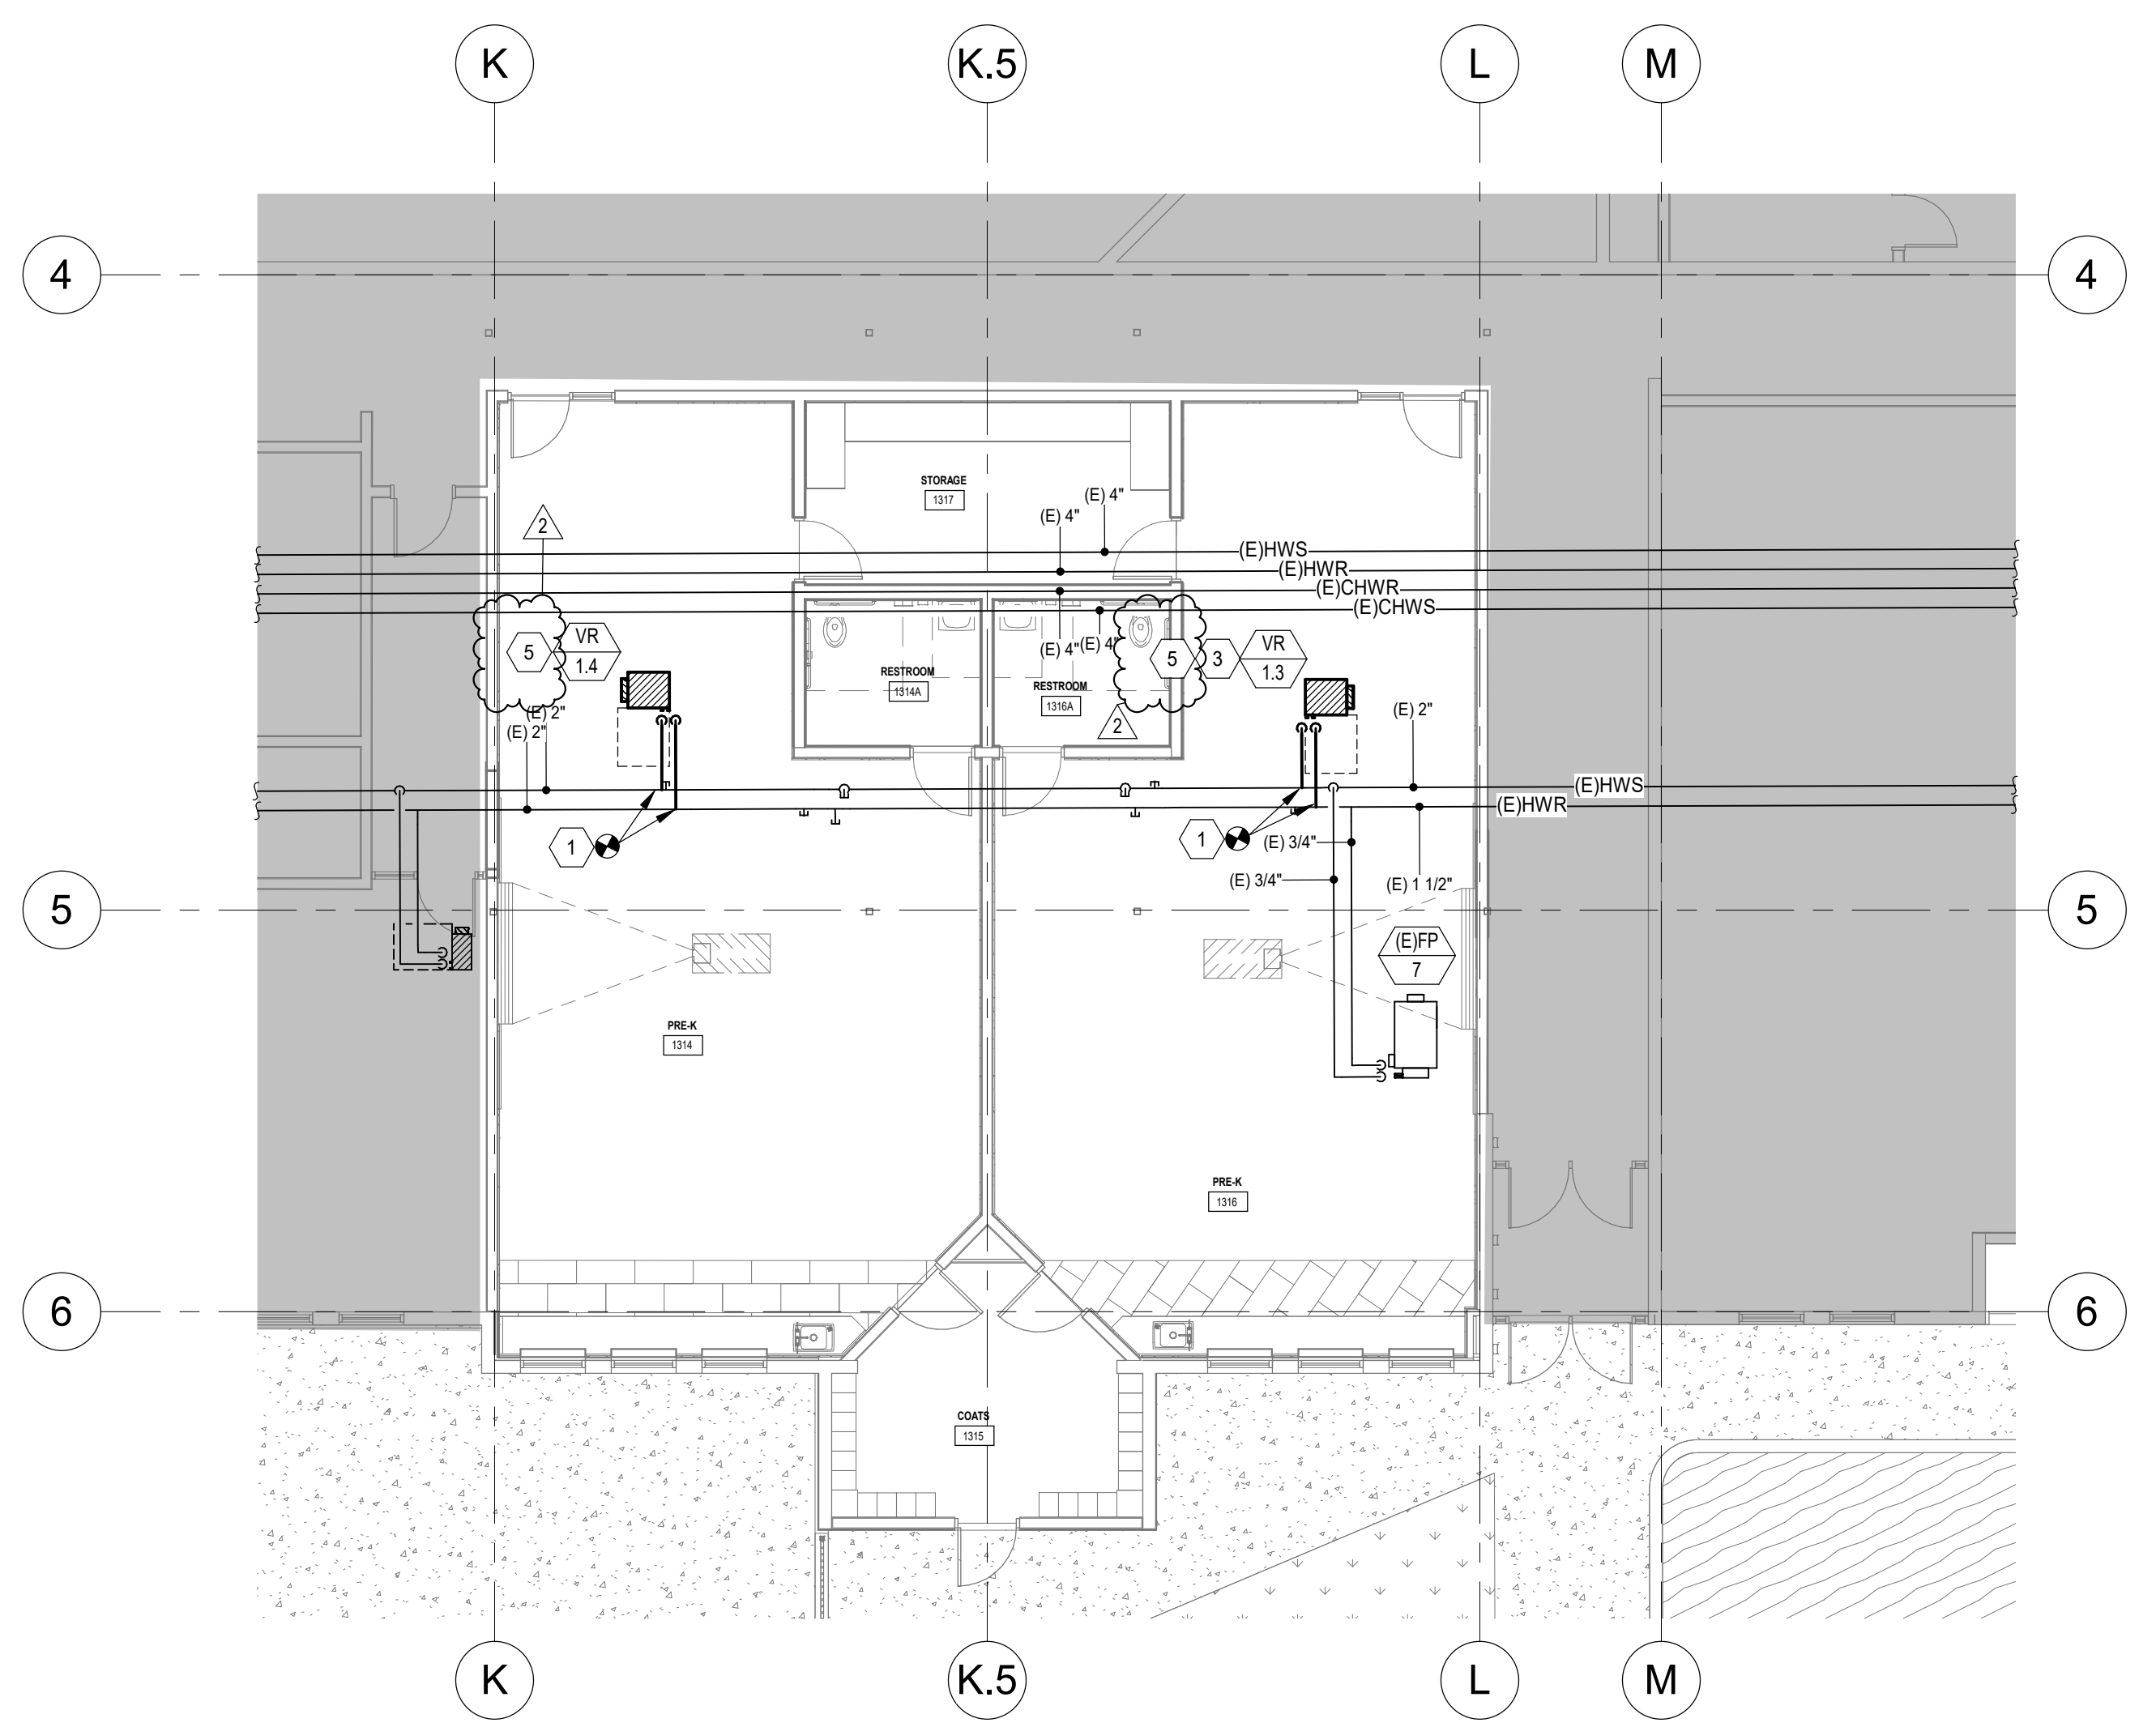 K
K.5
L
M
4
4
STORAGE
1317
(E) 4"
(E) 4"
2
(E)HWS
(E)HWR
(E)CHWR
(E)CHWS
(E) 4"
(E) 4"
5
VR
1.4
5
3
VR
1.3
RESTROOM
1314A
RESTROOM
1316A
2
(E) 2"
(E) 2"
(E) 2"
(E)HWS
(E)HWR
1
1
(E) 3/4"
(E) 3/4"
(E) 1 1/2"
5
5
(E)FP
7
PRE-K
1314
PRE-K
1316
6
6
COATS
1315
K
K.5
L
M